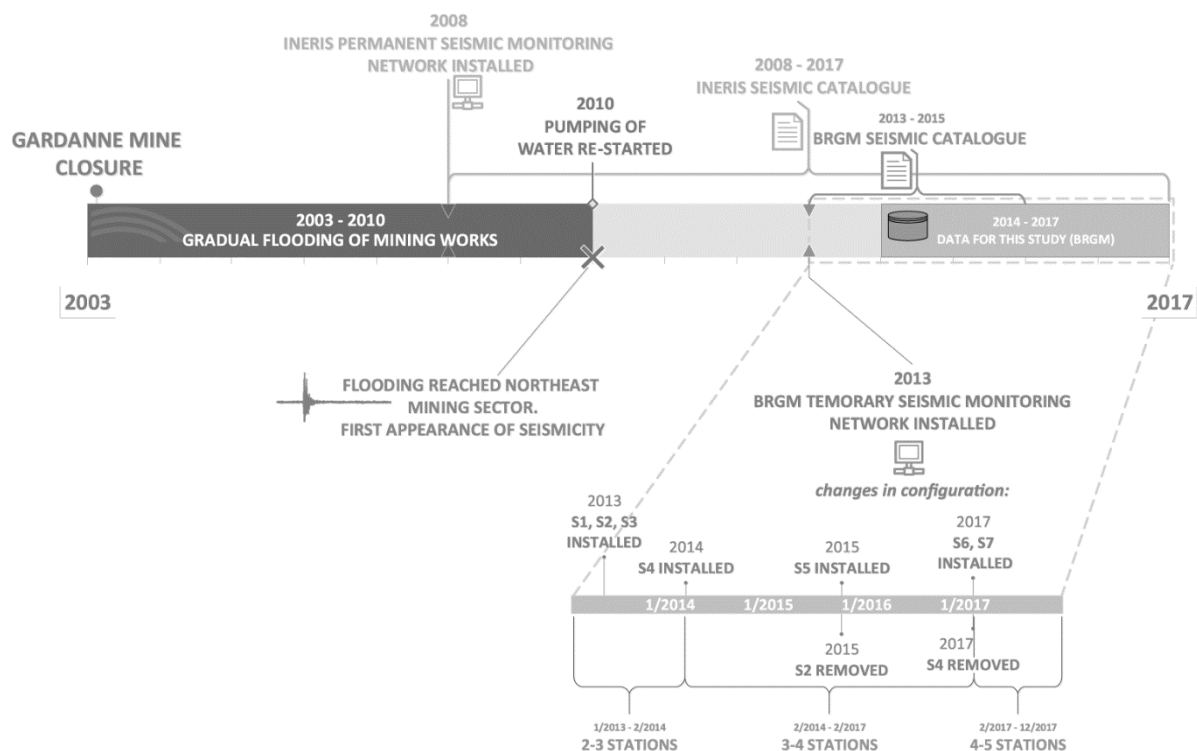 2008
INERIS PERMANENT SEISMIC MONITORING
NETWORK INSTALLED
2008 - 2017
INERIS SEISMIC CATALOGUE
2013 - 2015
BRGM SEISMIC CATALOGUE
2010
PUMPING OF
WATER RE-STARTED
GARDANNE MINE
CLOSURE
2003 - 2010
GRADUAL FLOODING OF MINING WORKS
2014 - 2017
DATA FOR THIS STUDY (BRGM)
2003
2017
FLOODING REACHED NORTHEAST
MINING SECTOR.
FIRST APPEARANCE OF SEISMICITY
2013
BRGM TEMORARY SEISMIC MONITORING
NETWORK INSTALLED
changes in configuration:
2013
S1, S2, S3
INSTALLED
2014
S4 INSTALLED
2015
S5 INSTALLED
2017
S6, S7
INSTALLED
1/2014
1/2015
1/2016
1/2017
2015
S2 REMOVED
2017
S4 REMOVED
1/2013 - 2/2014
2-3 STATIONS
2/2014 - 2/2017
3-4 STATIONS
2/2017 - 12/2017
4-5 STATIONS